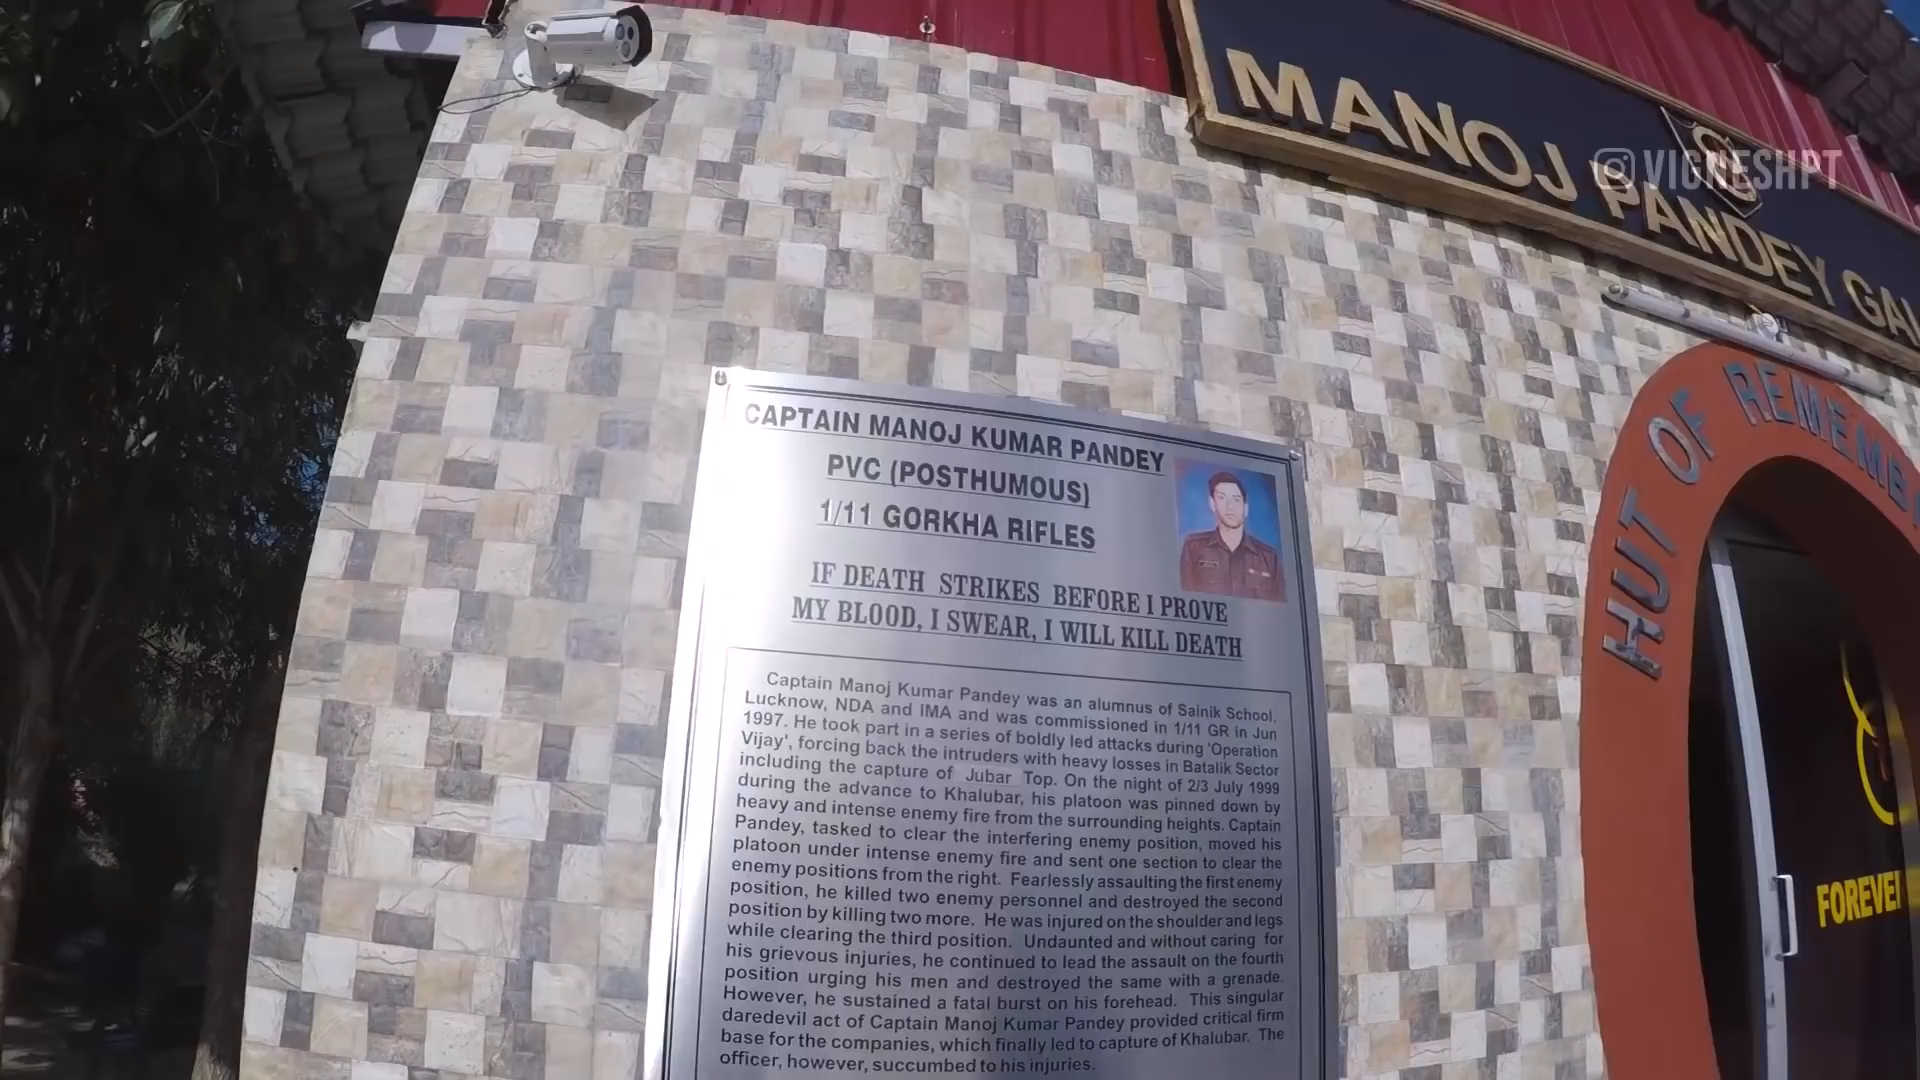 MANOJ PANDEY
VIGNESHPT
HUT OF
CAPTAIN MANOJ KUMAR PANDEY
PVC (POSTHUMOUS)
1/11 GORKHA RIFLES
IF DEATH STRIKES BEFORE I PROVE
MY BLOOD, I SWEAR, I WILL KILL DEATH
Captain Manoj Kumar Pandey was an alumnus of Sainik School,
Lucknow, NDA and IMA and was commissioned in 1/11 GR in Jun
1997. He took part in a series of boldly led attacks during 'Operation
Vijay', forcing back the intruders with heavy losses in Batalik Sector
including the capture of Jubar Top. On the night of 2/3 July 1999
during the advance to Khalubar, his platoon was pinned down by
heavy and intense enemy fire from the surrounding heights. Captain
Pandey, tasked to clear the interfering enemy position, moved his
platoon under intense enemy fire and sent one section to clear the
enemy positions from the right. Fearlessly assaulting the first enemy
position, he killed two enemy personnel and destroyed the second
position by killing two more. He was injured on the shoulder and legs
while clearing the third position. Undaunted and without caring for
his grievous injuries, he continued to lead the assault on the fourth
position urging his men and destroyed the same with a grenade.
However, he sustained a fatal burst on his forehead. This singular
daredevil act of Captain Manoj Kumar Pandey provided critical firm
base for the companies, which finally led to capture of Khalubar. The
officer, however, succumbed to his injuries.